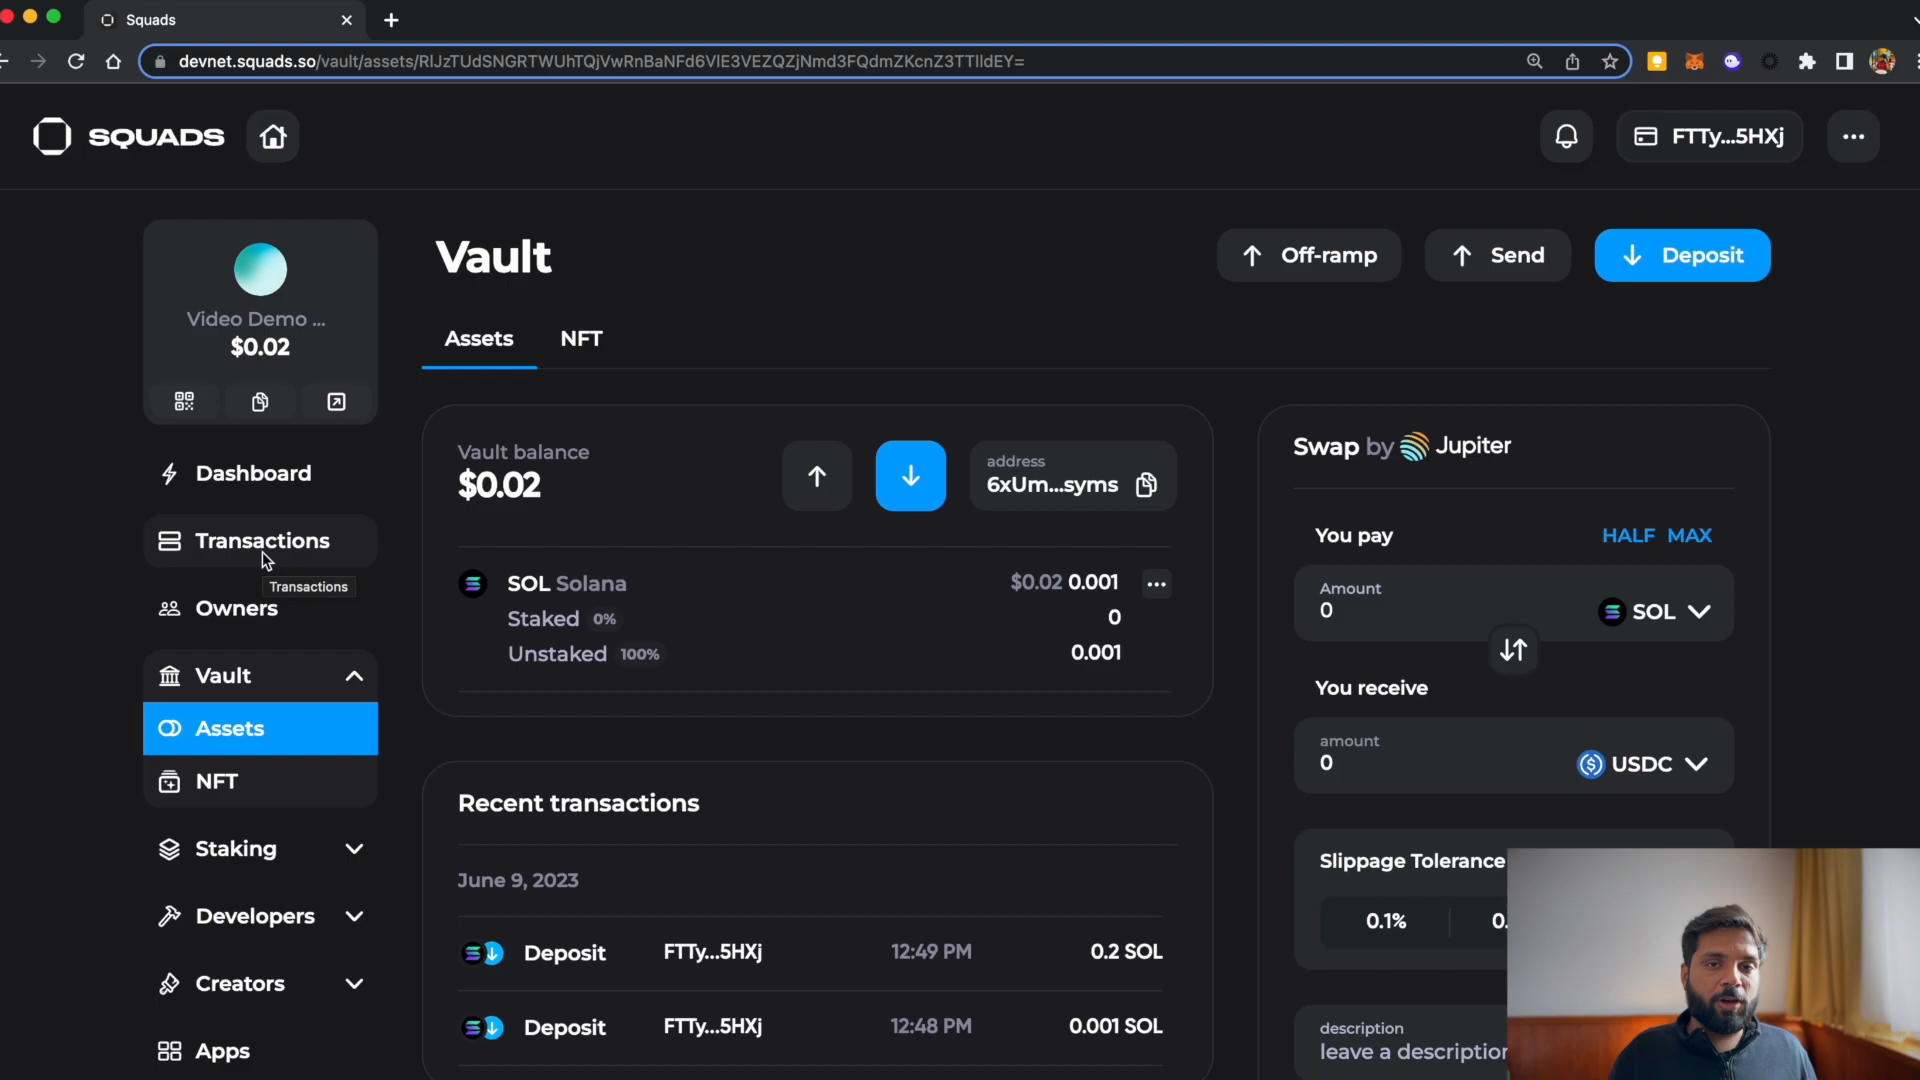 Squads
devnet.squads.so/vault/assets/RlJzTUdSNGRTWUhTQjVwRnBaNFd6VlE3VEZQZjNmd3FQdmZKcnZ3TTlldEY=
SQUADS
FTTy...5HXj
Video Demo ...
$0.02
Dashboard
Transactions
Transactions
Owners
Vault
Assets
NFT
Staking
Developers
Creators
Apps
Vault
Off-ramp
Send
Deposit
Assets
NFT
Vault balance
$0.02
address
6xUm...syms
SOL Solana
$0.02 0.001
Staked 0%
0
Unstaked 100%
0.001
Recent transactions
June 9, 2023
Deposit FTTy...5HXj 12:49 PM 0.2 SOL
Deposit FTTy...5HXj 12:48 PM 0.001 SOL
Swap by Jupiter
You pay
HALF MAX
Amount
0
SOL
You receive
amount
0
USDC
Slippage Tolerance
0.1%
0.
description
leave a description